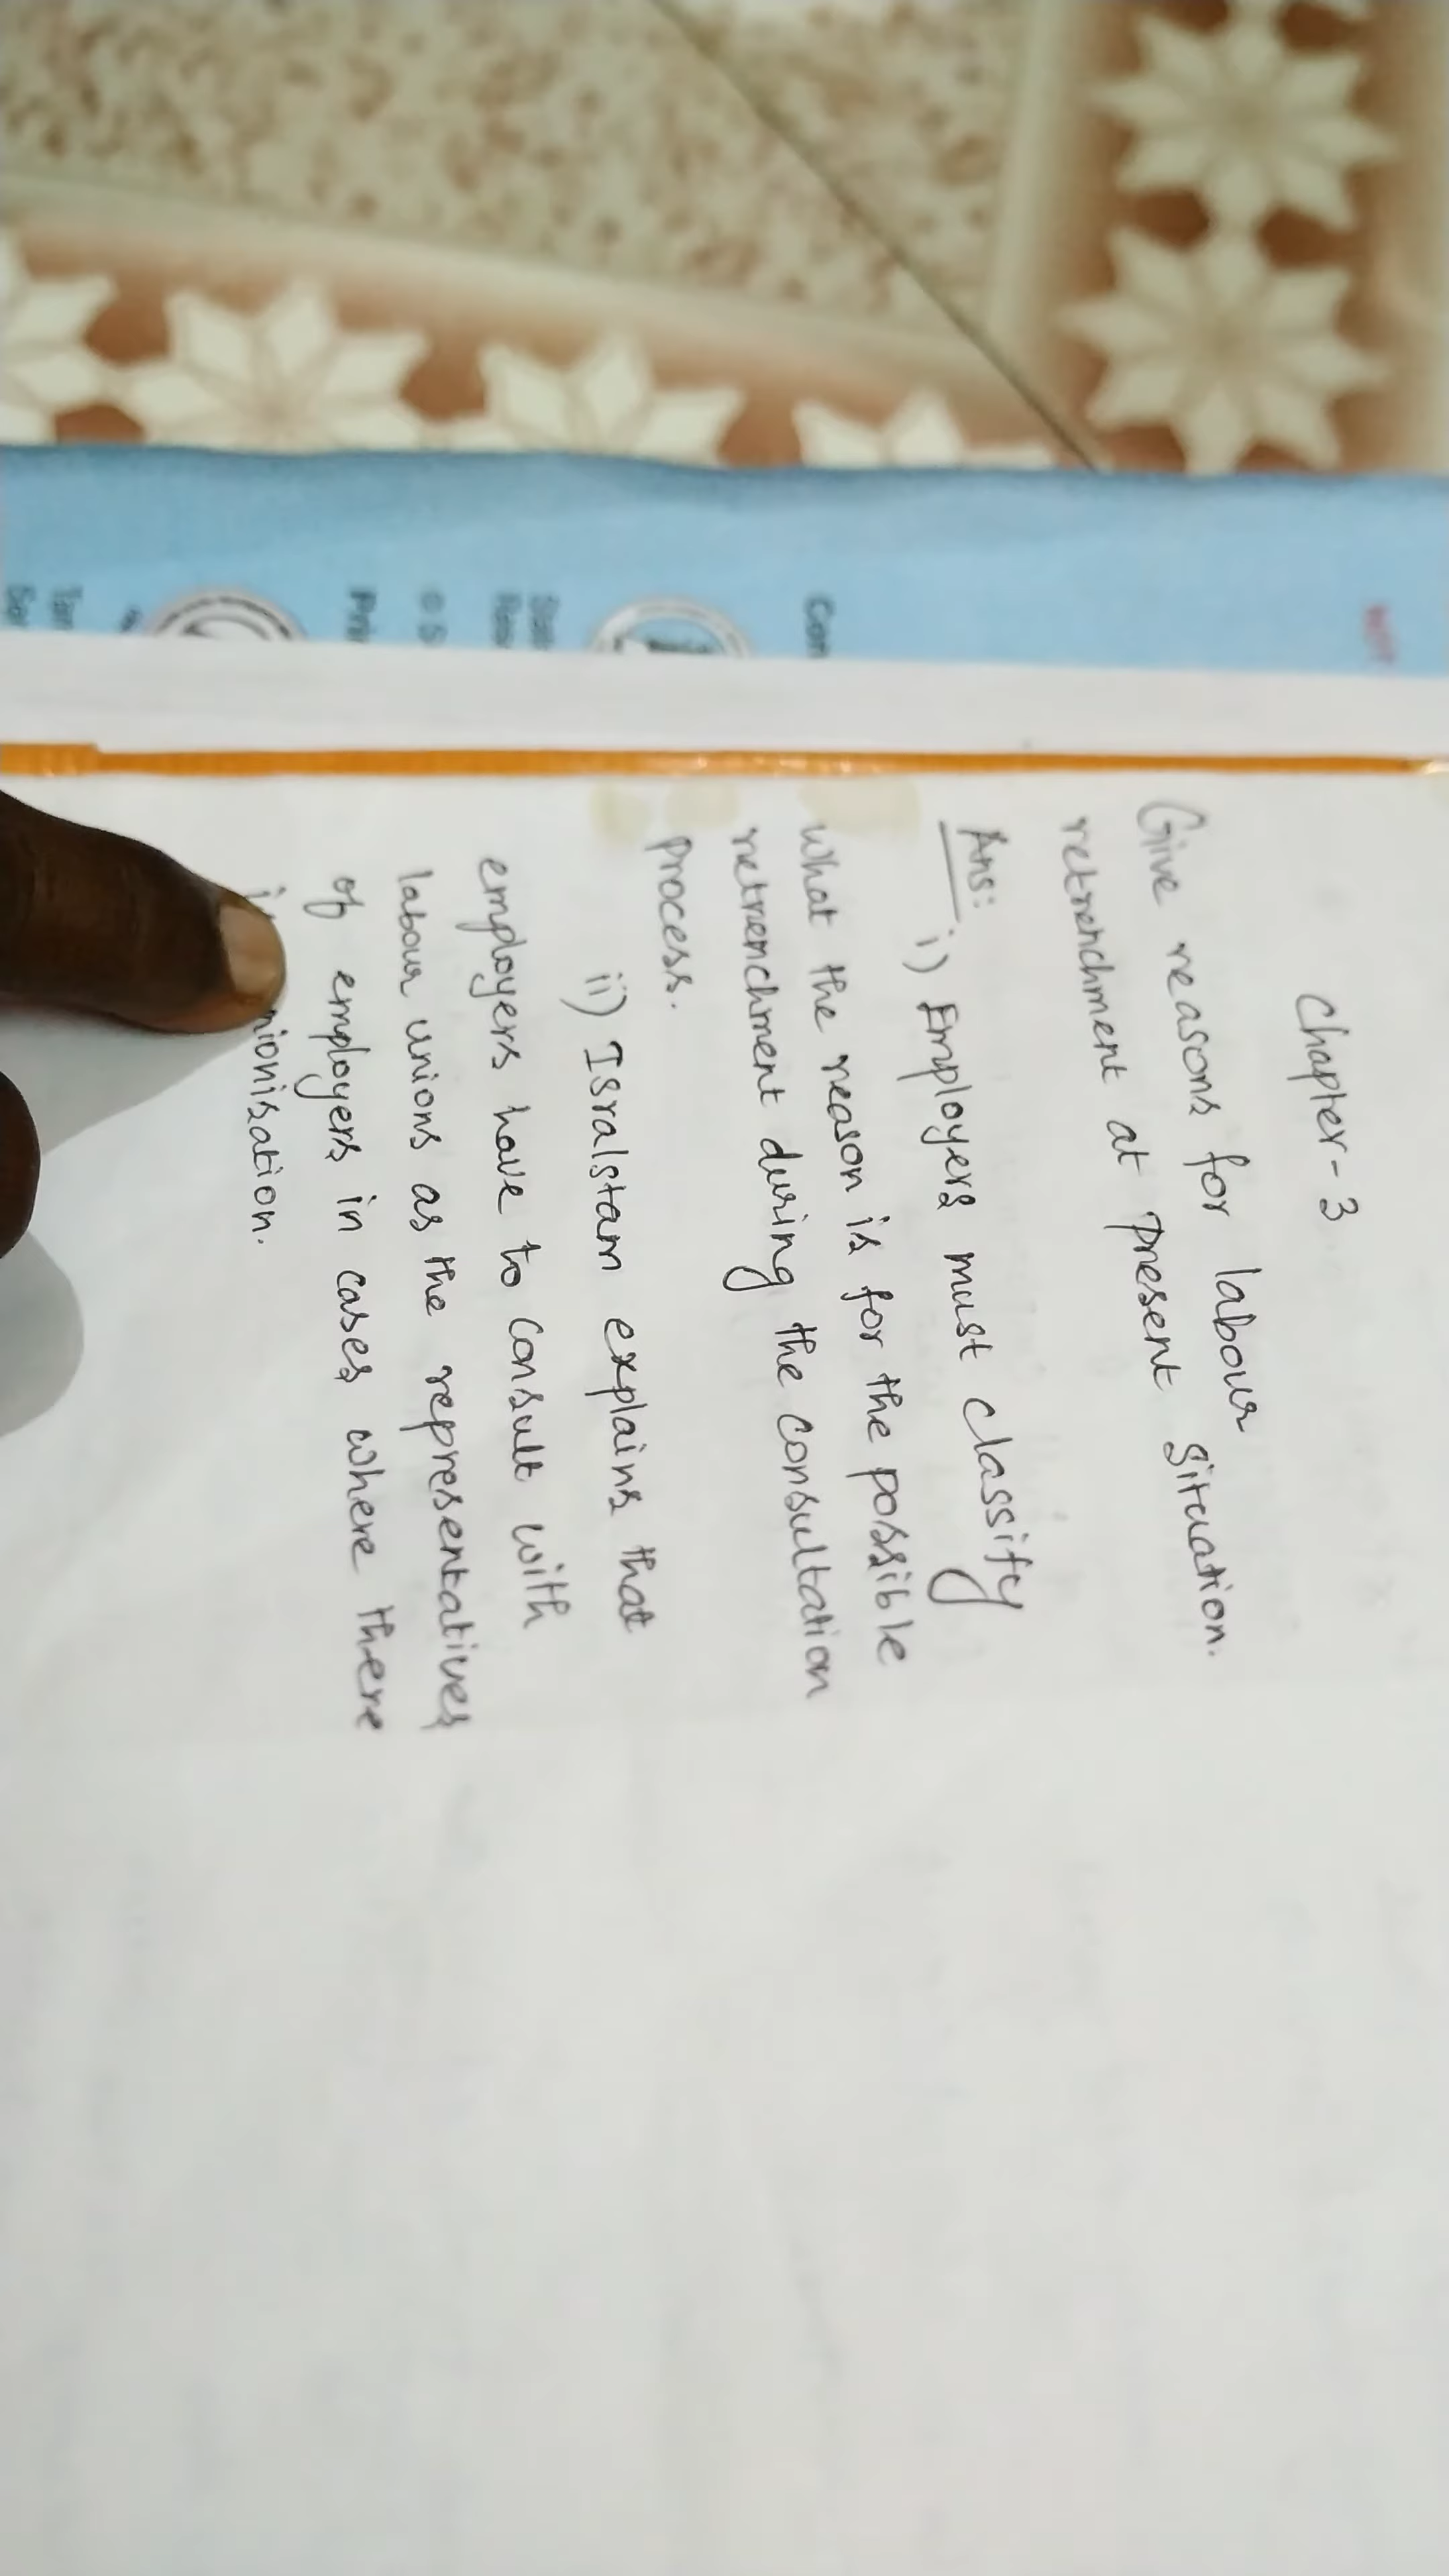 Chapter-3
Give reasons for labour
retrenchment at present situation.
Ans: i) Employers must classify
what the reason is for the possible
retrenchment during the consultation
process.
ii) Isralstam explains that
employers have to consult with
labour unions as the representatives
of employers in cases where there
Con
Pri